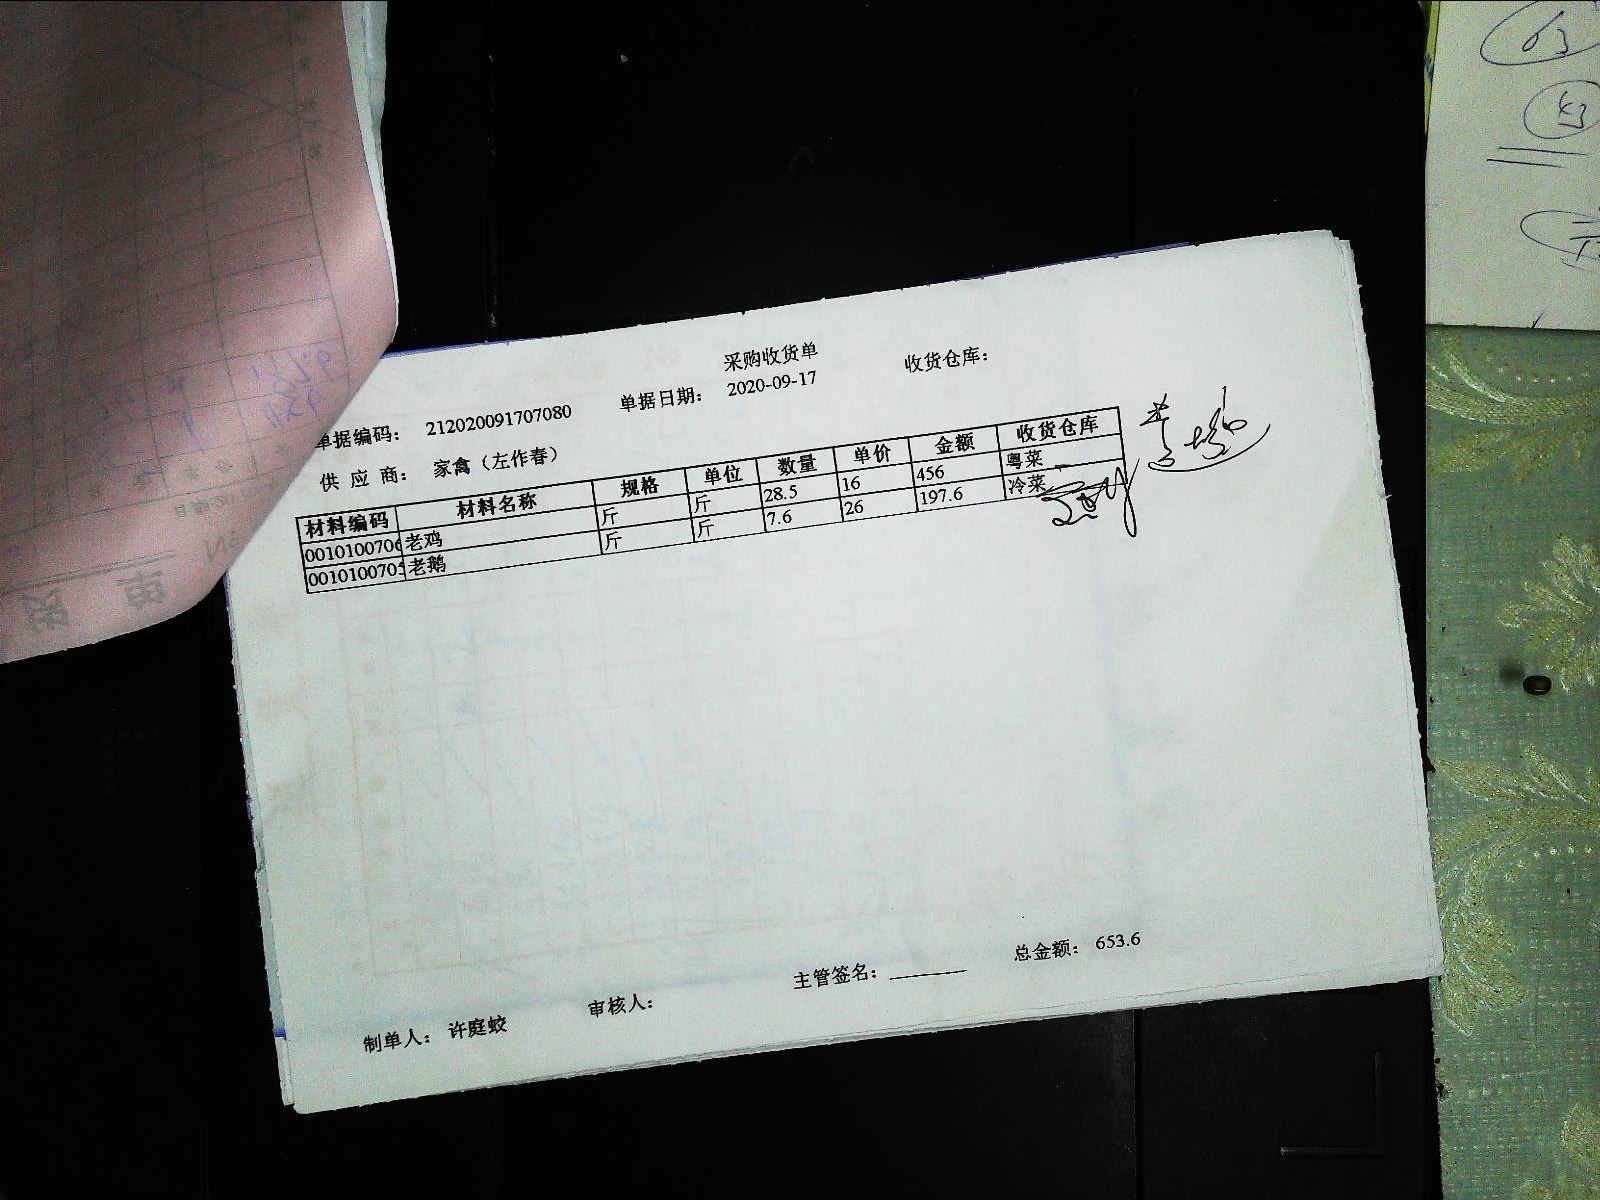 采购收货单
单据编码： 212020091707080 单据日期： 2020-09-17 收货仓库：
供 应 商： 家禽（左作春）
材料编码 材料名称 规格 单位 数量 单价 金额 收货仓库
0010100706 老鸡 斤 斤 28.5 16 456 粤菜
0010100705 老鹅 斤 斤 7.6 26 197.6 冷菜
制单人： 许庭蛟 审核人： 主管签名： 总金额： 653.6
63